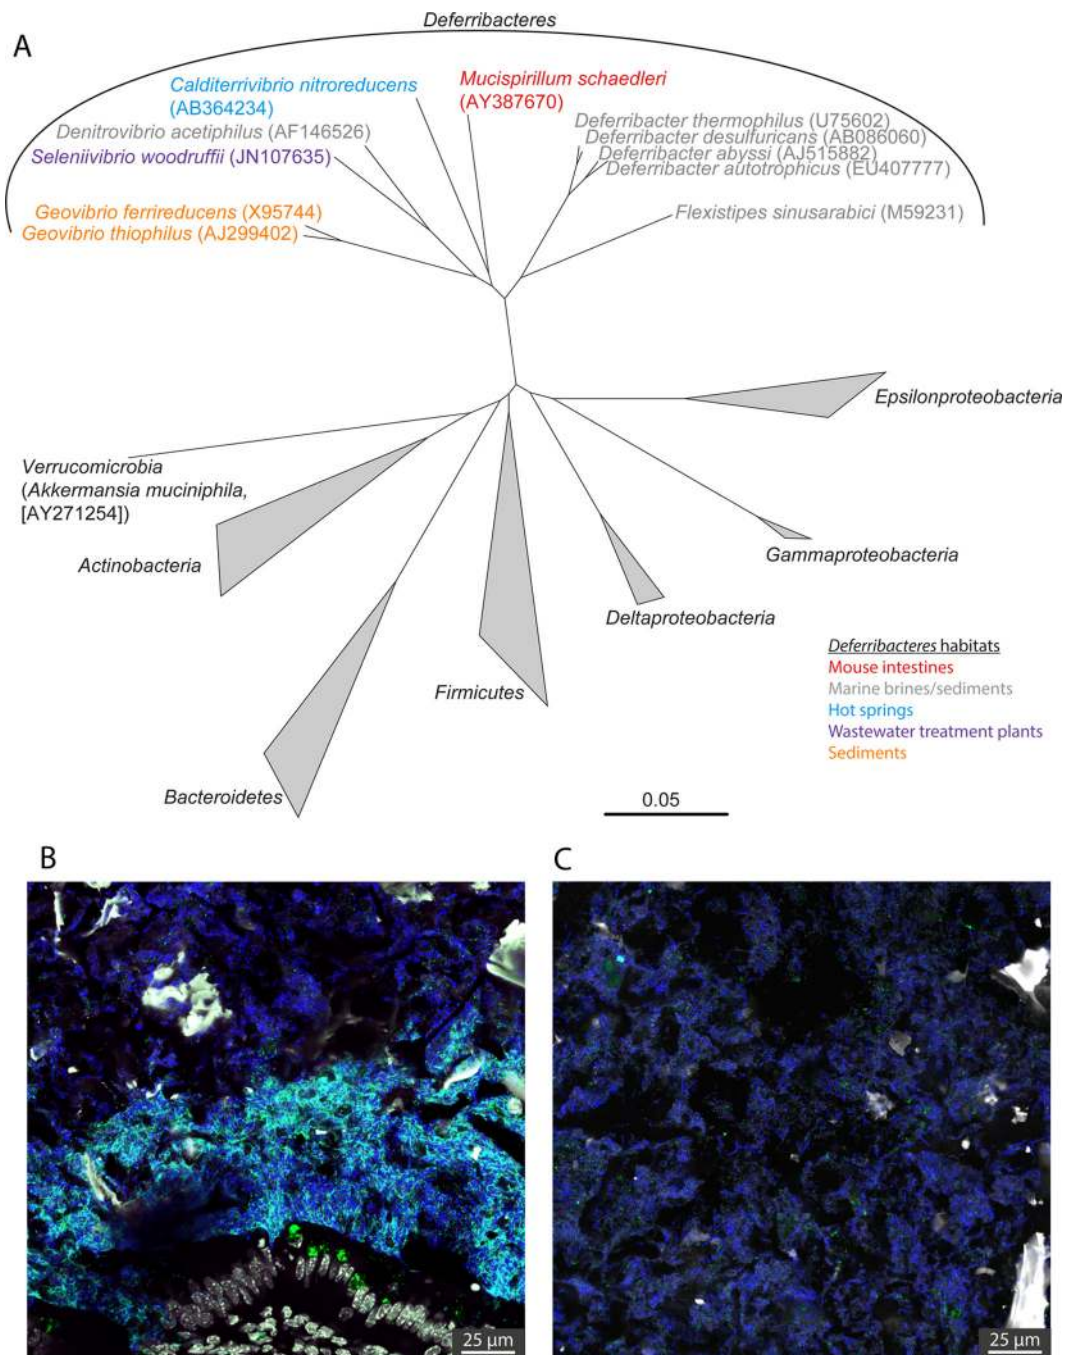 Deferribacteres
A
Calditerrivibrio nitroreducens
(AB364234)
Mucispirillum schaedleri
(AY387670)
Denitrovibrio acetiphilus (AF146526)
Seleniivibrio woodruffii (JN107635)
Deferribacter thermophilus (U75602)
Deferribacter desulfuricans (AB086060)
Deferribacter abyssi (AJ515882)
Deferribacter autotrophicus (EU407777)
Geovibrio ferrireducens (X95744)
Geovibrio thiophilus (AJ299402)
Flexistipes sinusarabici (M59231)
Epsilonproteobacteria
Verrucomicrobia
(Akkermansia muciniphila,
[AY271254])
Actinobacteria
Gammaproteobacteria
Deltaproteobacteria
Firmicutes
Bacteroidetes
Deferribacteres habitats
Mouse intestines
Marine brines/sediments
Hot springs
Wastewater treatment plants
Sediments
0.05
B
C
25 µm
25 µm